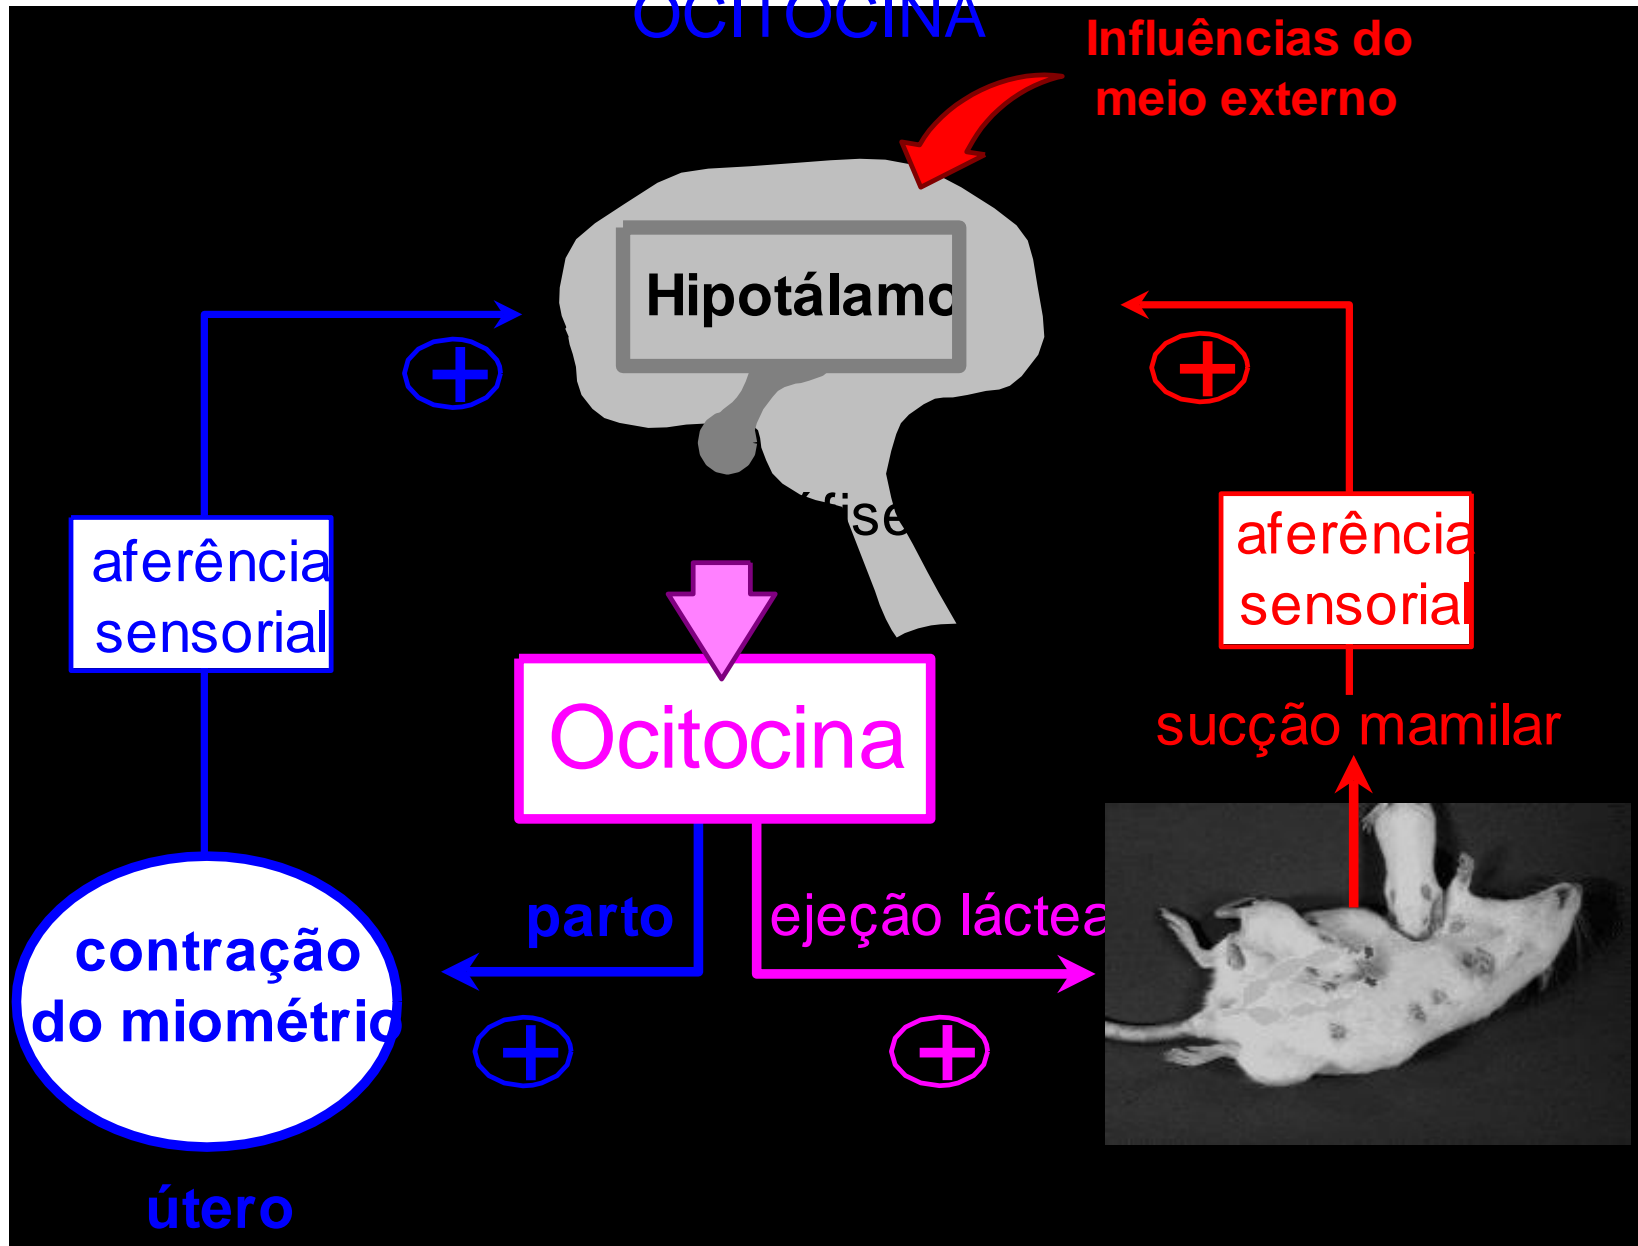 OCITOCINA
Influências do
meio externo
Hipotálamo
aferência
sensorial
aferência
sensorial
Ocitocina
sucção mamilar
parto
ejeção láctea
contração
do miométrio
útero